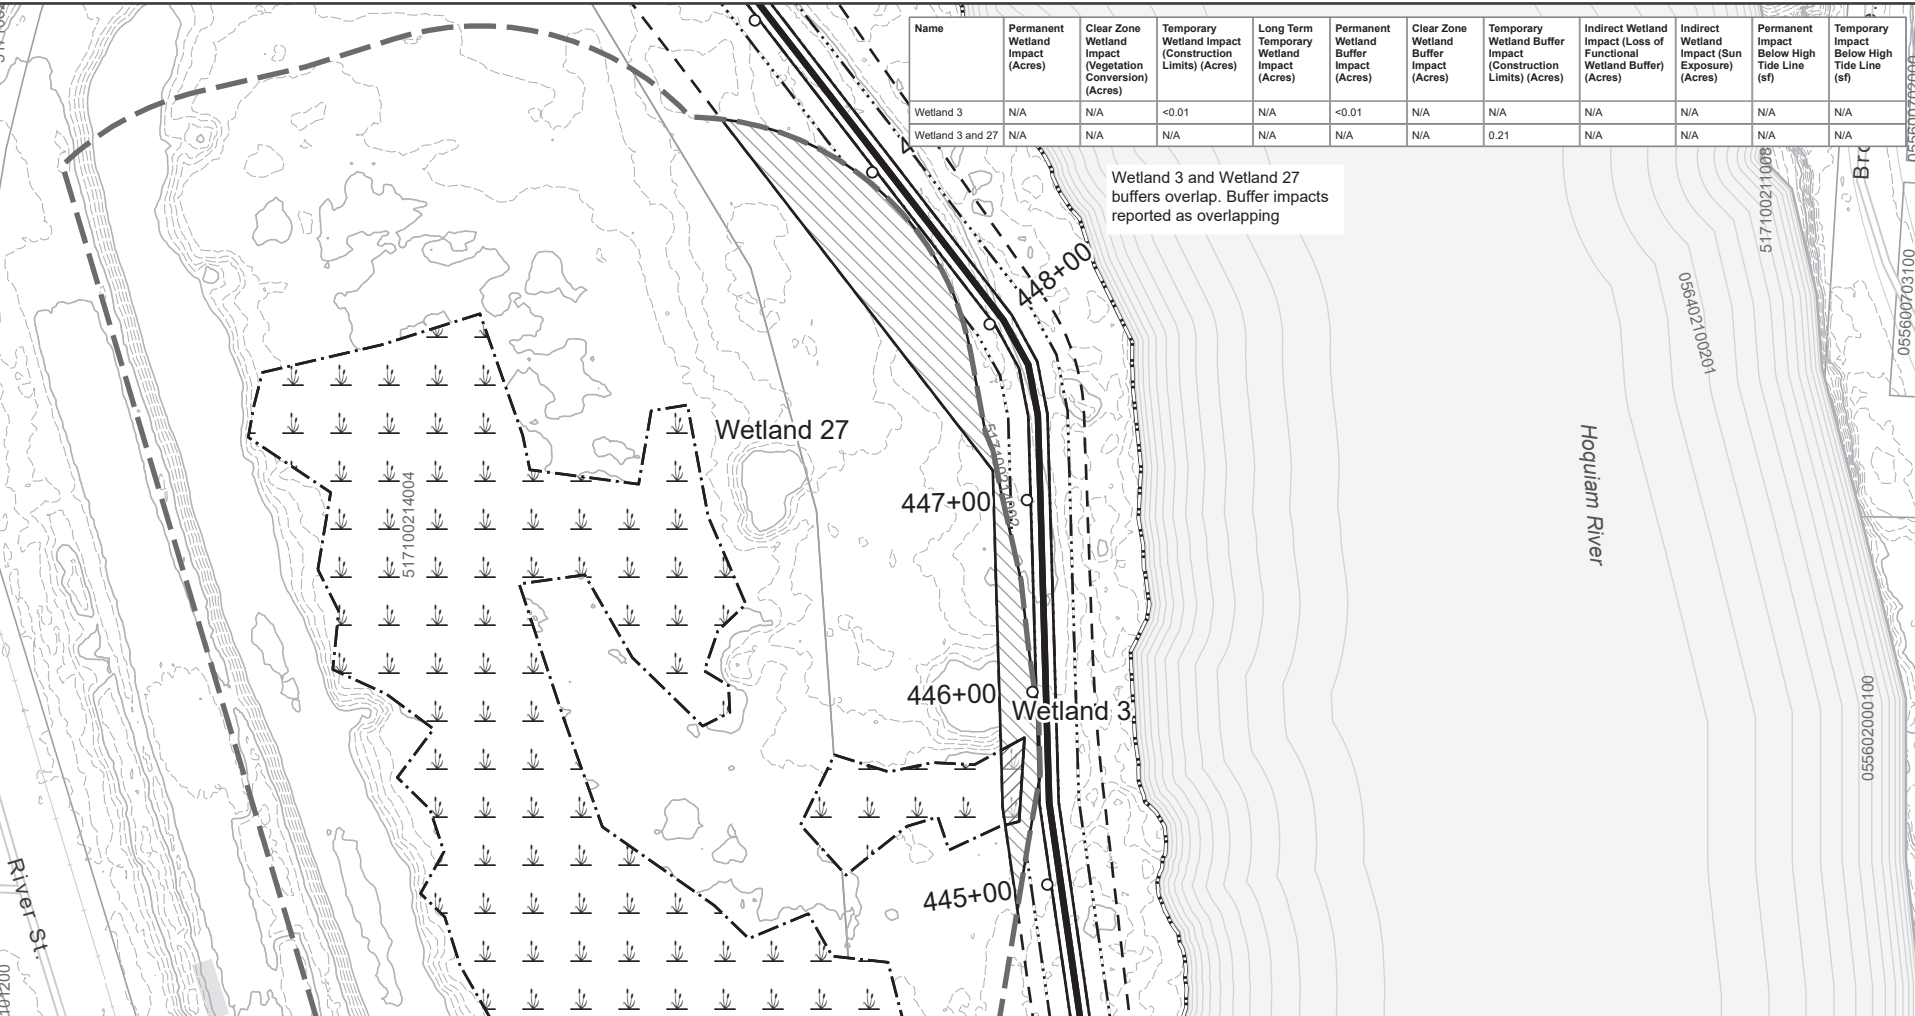 Name
Permanent Wetland Impact (Acres)
Clear Zone Wetland Impact (Vegetation Conversion) (Acres)
Temporary Wetland Impact (Construction Limits) (Acres)
Long Term Temporary Wetland Impact (Acres)
Permanent Wetland Buffer Impact (Acres)
Clear Zone Wetland Buffer Impact (Acres)
Temporary Wetland Buffer Impact (Construction Limits) (Acres)
Indirect Wetland Impact (Loss of Functional Wetland Buffer) (Acres)
Indirect Wetland Impact (Sun Exposure) (Acres)
Permanent Impact Below High Tide Line (sf)
Temporary Impact Below High Tide Line (sf)
Wetland 3 N/A N/A <0.01 N/A <0.01 N/A N/A N/A N/A N/A N/A
Wetland 3 and 27 N/A N/A N/A N/A N/A N/A 0.21 N/A N/A N/A N/A
Wetland 3 and Wetland 27
buffers overlap. Buffer impacts
reported as overlapping
517100211008
448+00
055600703100
056402100201
Wetland 27
Hoquiam River
517100214004
447+00
446+00
Wetland 3
055602000100
445+00
River St.